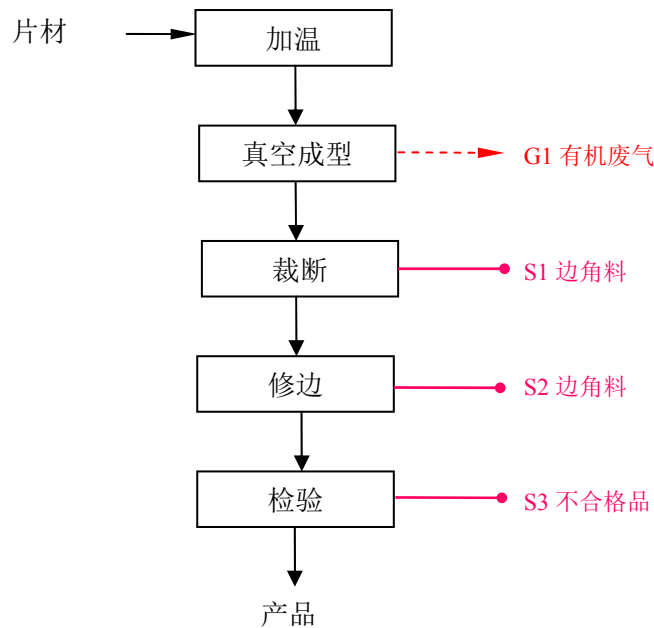 片材
加温
真空成型
G1 有机废气
裁断
S1 边角料
修边
S2 边角料
检验
S3 不合格品
产品